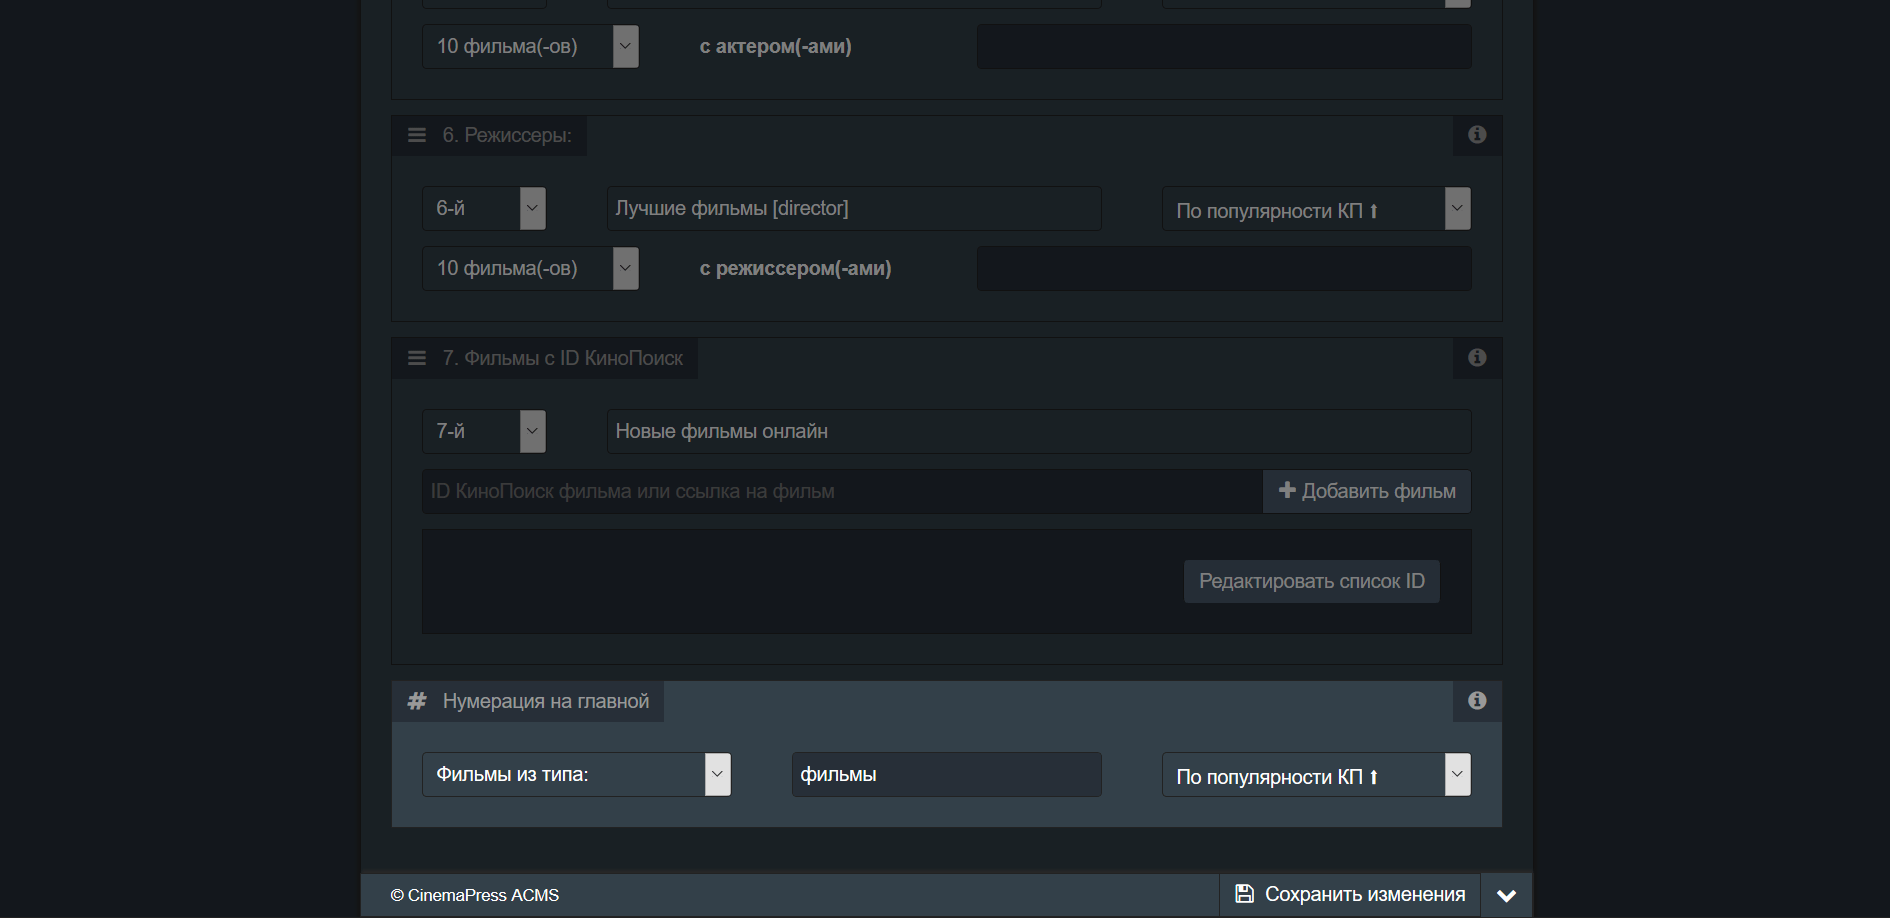 10 фильма(-ов) с актером(-ами)
6. Режиссеры:
6-й Лучшие фильмы [director] По популярности КП ⬆
10 фильма(-ов) с режиссером(-ами)
7. Фильмы с ID КиноПоиск
7-й Новые фильмы онлайн
ID КиноПоиск фильма или ссылка на фильм Добавить фильм
Редактировать список ID
# Нумерация на главной
Фильмы из типа: фильмы По популярности КП ⬆
© CinemaPress ACMS Сохранить изменения